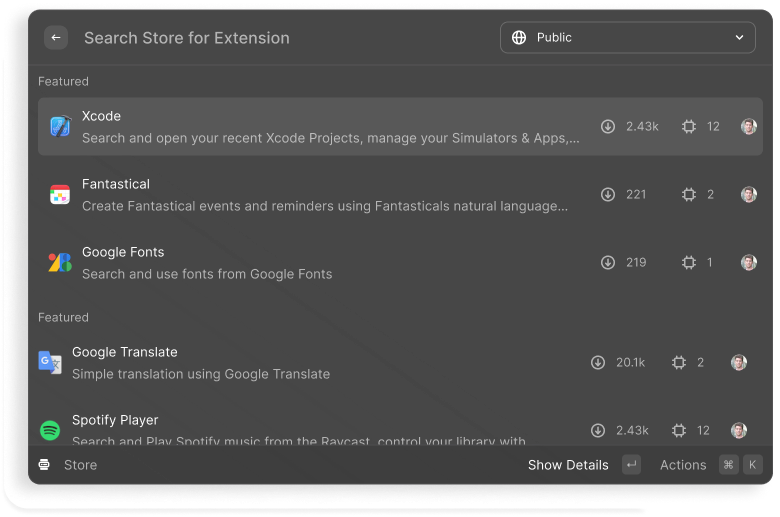 Search Store for Extension
Public
Featured
Xcode
Search and open your recent Xcode Projects, manage your Simulators & Apps,...
2.43k
12
Fantastical
Create Fantastical events and reminders using Fantasticals natural language...
221
2
Google Fonts
Search and use fonts from Google Fonts
219
1
Featured
Google Translate
Simple translation using Google Translate
20.1k
2
Spotify Player
Search and Play Spotify music from the Raycast, control your library with
2.43k
12
Store
Show Details
Actions
⌘ K